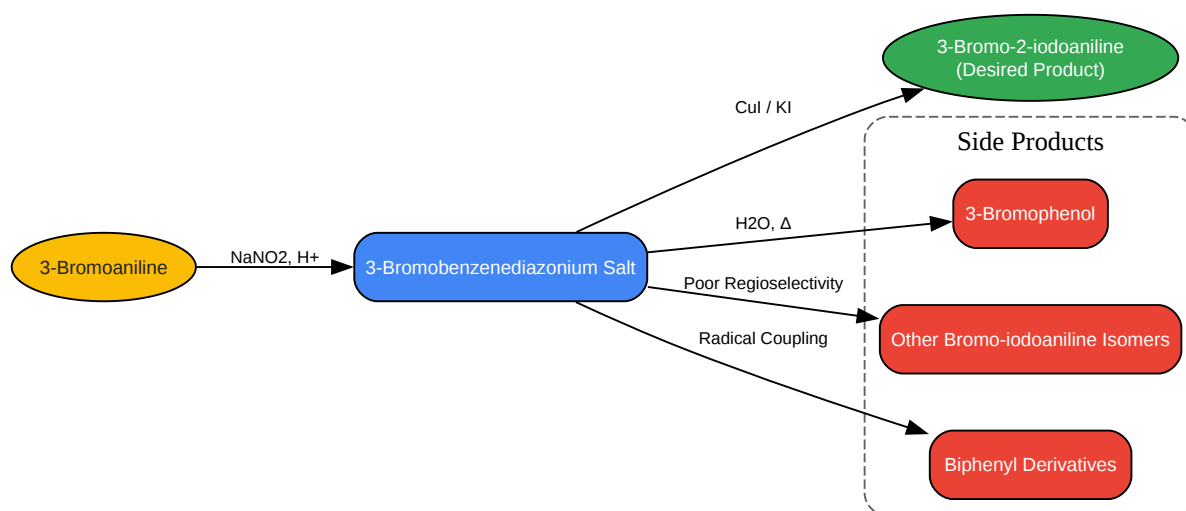 3-Bromo-2-iodoaniline
(Desired Product)
CuI / KI
Side Products
3-Bromophenol
H2O, Δ
NaNO2, H+
3-Bromoaniline
3-Bromobenzenediazonium Salt
Poor Regioselectivity
Other Bromo-iodoaniline Isomers
Radical Coupling
Biphenyl Derivatives